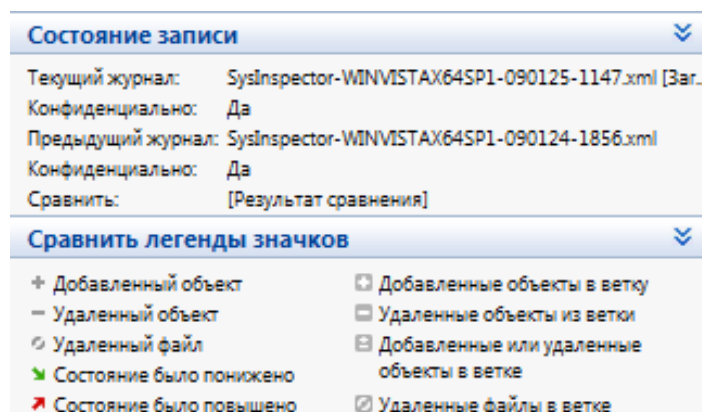 Состояние записи
Текущий журнал: SysInspector-WINVISTAX64SP1-090125-1147.xml [Заг..
Конфиденциально: Да
Предыдущий журнал: SysInspector-WINVISTAX64SP1-090124-1856.xml
Конфиденциально: Да
Сравнить: [Результат сравнения]
Сравнить легенды значков
Добавленный объект
Удаленный объект
Удаленный файл
Состояние было понижено
Состояние было повышено
Добавленные объекты в ветку
Удаленные объекты из ветки
Добавленные или удаленные
объекты в ветке
Удаленные файлы в ветке